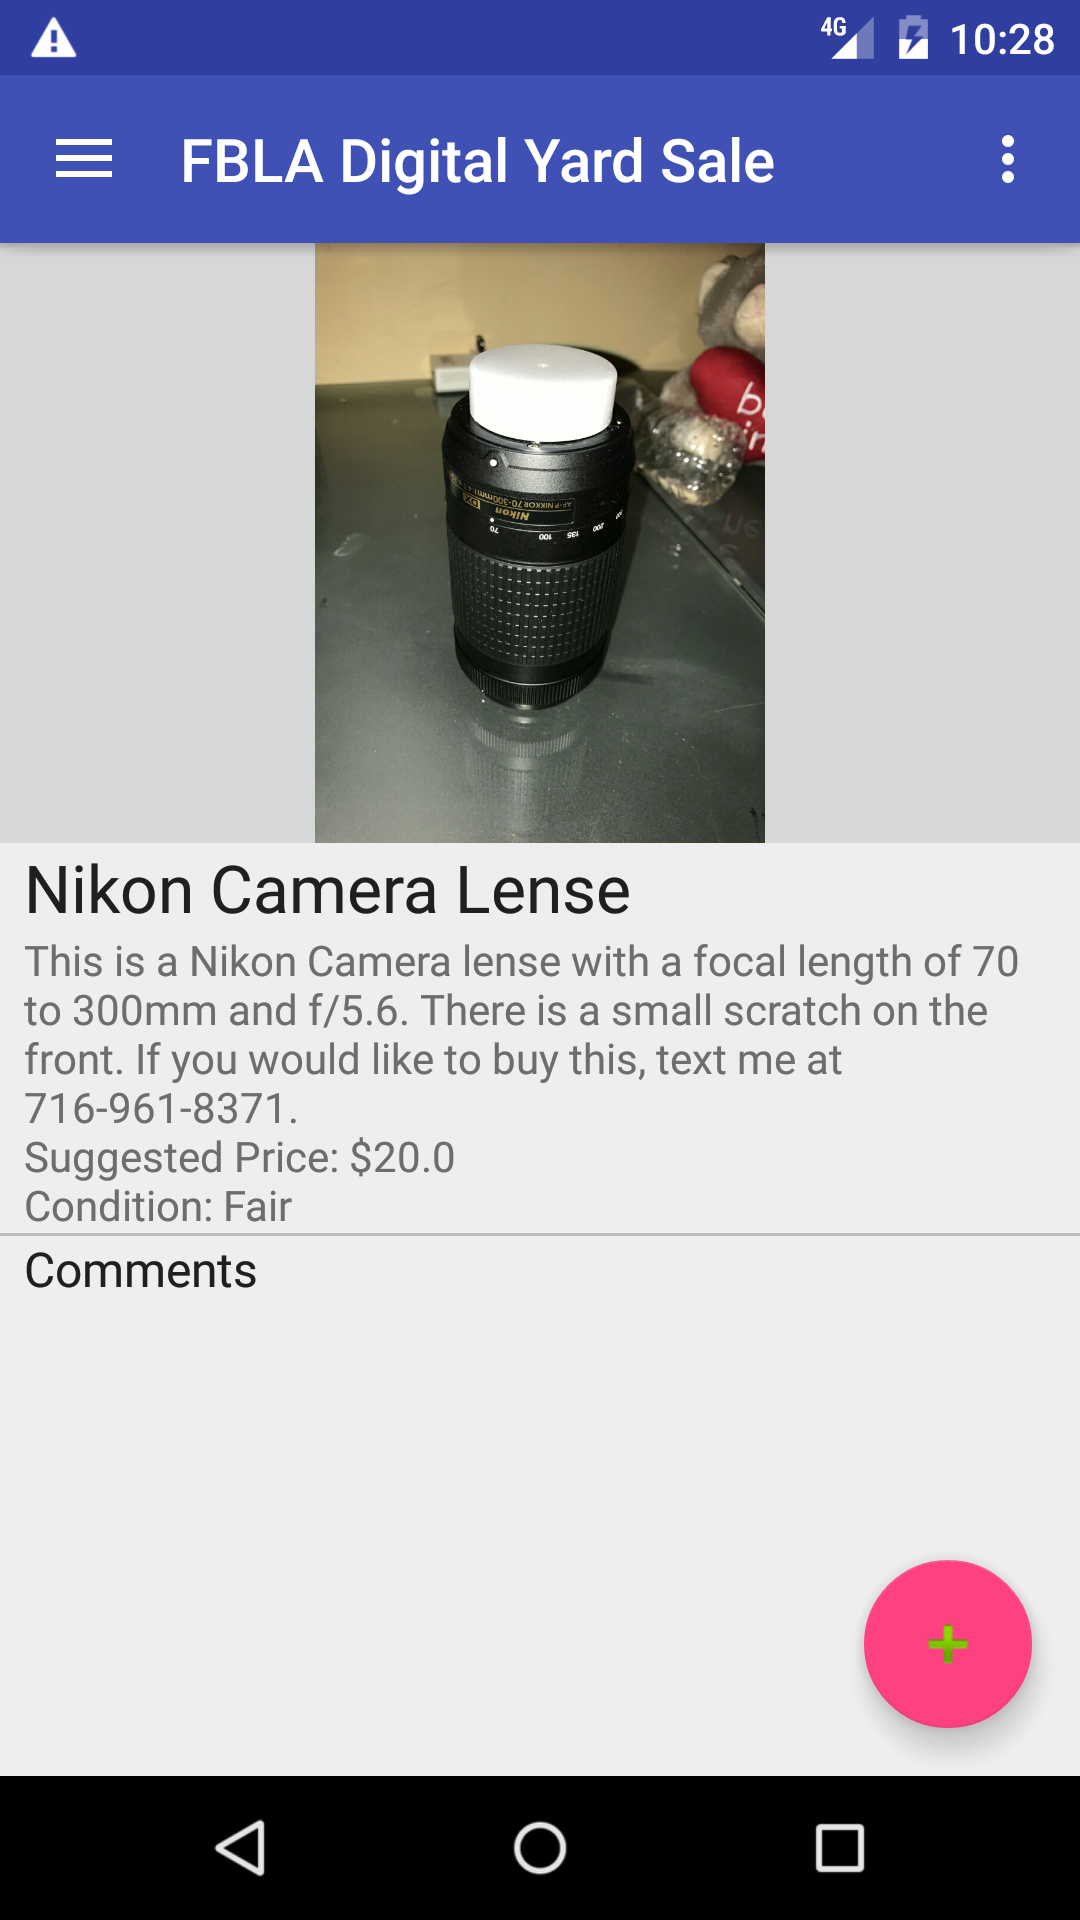 4G 10:28
FBLA Digital Yard Sale
AF-P NIKKOR 70-300mm
DX
Nikon
70 100 135 200
Nikon Camera Lense
This is a Nikon Camera lense with a focal length of 70
to 300mm and f/5.6. There is a small scratch on the
front. If you would like to buy this, text me at
716-961-8371.
Suggested Price: $20.0
Condition: Fair
Comments